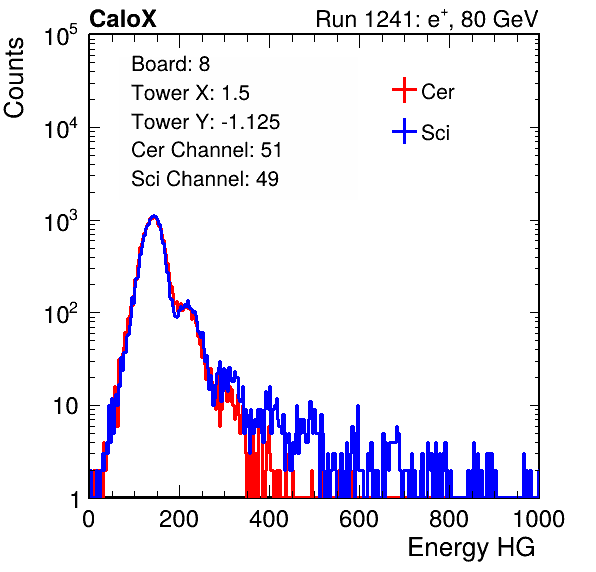 CaloX Run 1241: e⁺, 80 GeV
Counts
Board: 8
Tower X: 1.5
Tower Y: -1.125
Cer Channel: 51
Sci Channel: 49
Cer
Sci
10⁵
10⁴
10³
10²
10
1
0 200 400 600 800 1000
Energy HG